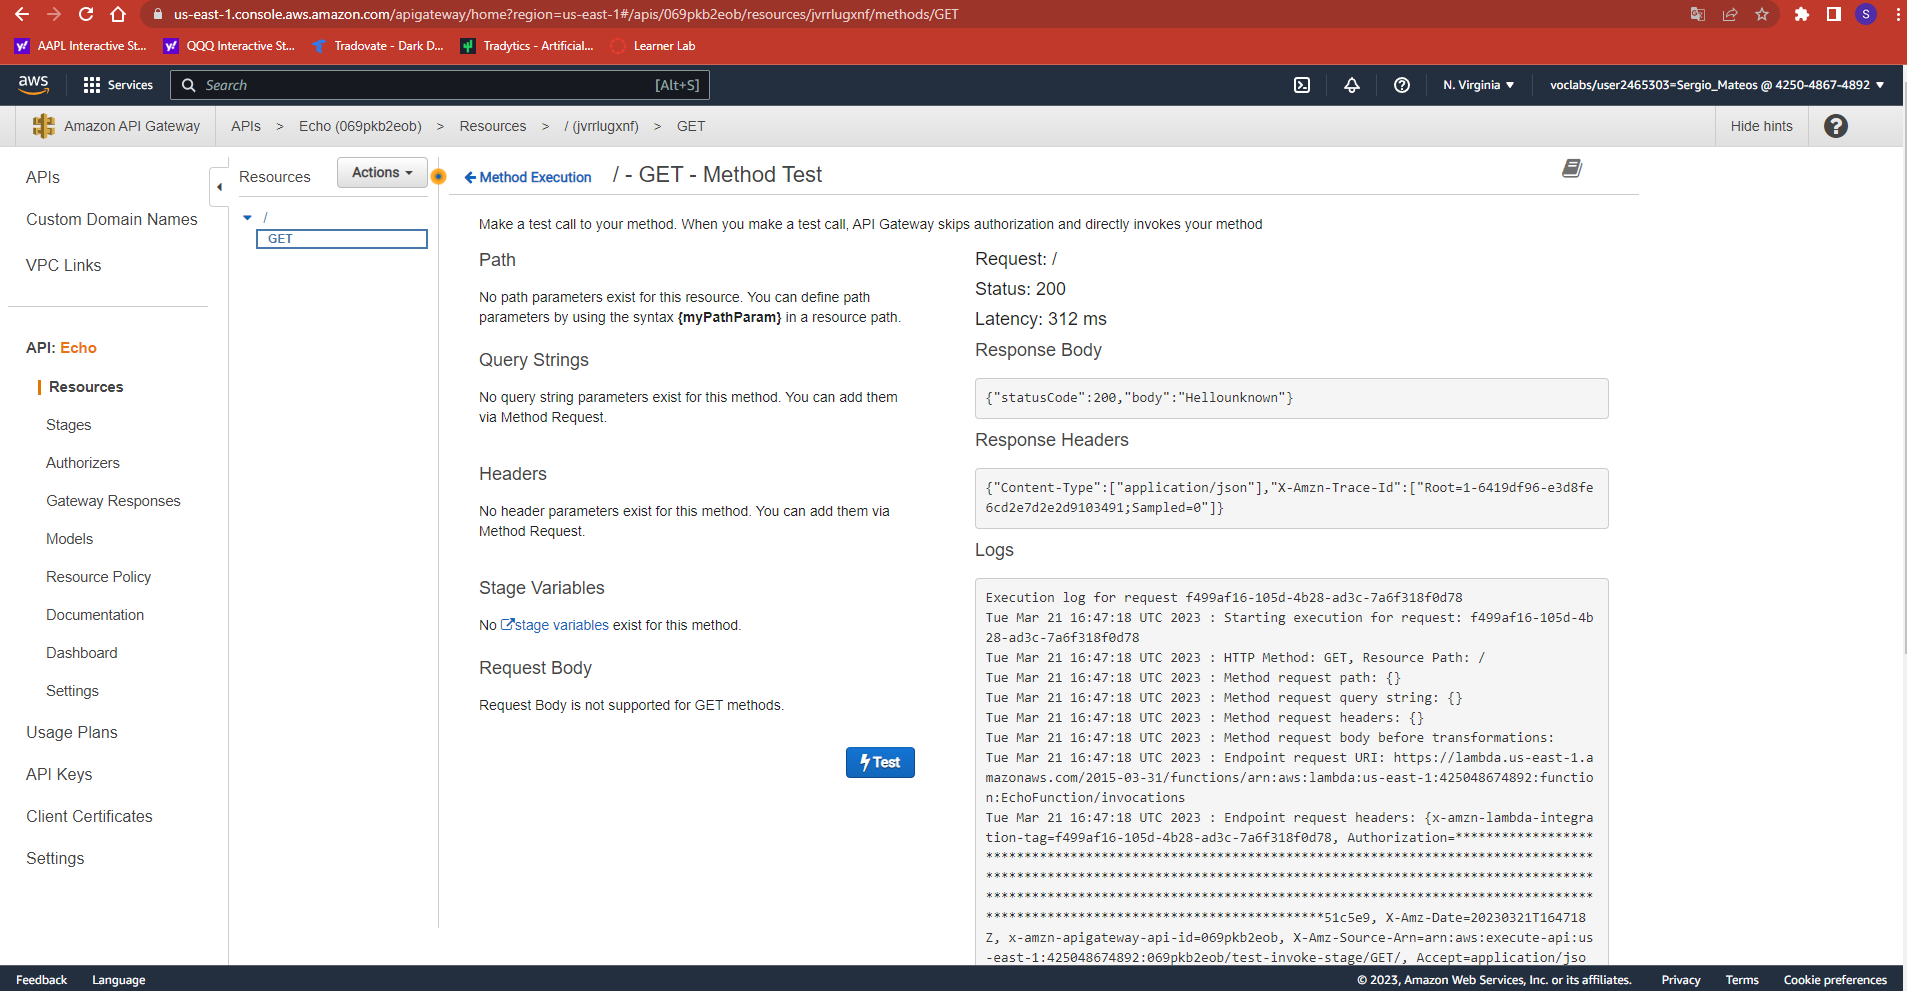 us-east-1.console.aws.amazon.com/apigateway/home?region=us-east-1#/apis/069pkb2eob/resources/jvrrlugxnf/methods/GET
S
AAPL Interactive St...
QQQ Interactive St...
Tradovate - Dark D...
Tradytics - Artificial...
Learner Lab
aws
Services
Search
[Alt+S]
N. Virginia
voclabs/user2465303=Sergio_Mateos @ 4250-4867-4892
Amazon API Gateway
APIs > Echo (069pkb2eob) > Resources > / (jvrrlugxnf) > GET
Hide hints
APIs
Custom Domain Names
VPC Links
API: Echo
Resources
Stages
Authorizers
Gateway Responses
Models
Resource Policy
Documentation
Dashboard
Settings
Usage Plans
API Keys
Client Certificates
Settings
Resources
Actions
/
GET
Method Execution
/ - GET - Method Test
Make a test call to your method. When you make a test call, API Gateway skips authorization and directly invokes your method
Path
No path parameters exist for this resource. You can define path
parameters by using the syntax {myPathParam} in a resource path.
Query Strings
No query string parameters exist for this method. You can add them
via Method Request.
Headers
No header parameters exist for this method. You can add them via
Method Request.
Stage Variables
No stage variables exist for this method.
Request Body
Request Body is not supported for GET methods.
Test
Request: /
Status: 200
Latency: 312 ms
Response Body
{"statusCode":200,"body":"Hellounknown"}
Response Headers
{"Content-Type":["application/json"],"X-Amzn-Trace-Id":["Root=1-6419df96-e3d8fe
6cd2e7d2e2d9103491;Sampled=0"]}
Logs
Execution log for request f499af16-105d-4b28-ad3c-7a6f318f0d78
Tue Mar 21 16:47:18 UTC 2023 : Starting execution for request: f499af16-105d-4b
28-ad3c-7a6f318f0d78
Tue Mar 21 16:47:18 UTC 2023 : HTTP Method: GET, Resource Path: /
Tue Mar 21 16:47:18 UTC 2023 : Method request path: {}
Tue Mar 21 16:47:18 UTC 2023 : Method request query string: {}
Tue Mar 21 16:47:18 UTC 2023 : Method request headers: {}
Tue Mar 21 16:47:18 UTC 2023 : Method request body before transformations:
Tue Mar 21 16:47:18 UTC 2023 : Endpoint request URI: https://lambda.us-east-1.a
mazonaws.com/2015-03-31/functions/arn:aws:lambda:us-east-1:425048674892:functio
n:EchoFunction/invocations
Tue Mar 21 16:47:18 UTC 2023 : Endpoint request headers: {x-amzn-lambda-integra
tion-tag=f499af16-105d-4b28-ad3c-7a6f318f0d78, Authorization=******************
*******************************************************************************
*******************************************************************************
*******************************************************************************
********************************************51c5e9, X-Amz-Date=20230321T164718
Z, x-amzn-apigateway-api-id=069pkb2eob, X-Amz-Source-Arn=arn:aws:execute-api:us
-east-1:425048674892:069pkb2eob/test-invoke-stage/GET/, Accept=application/jso
Feedback
Language
© 2023, Amazon Web Services, Inc. or its affiliates.
Privacy
Terms
Cookie preferences